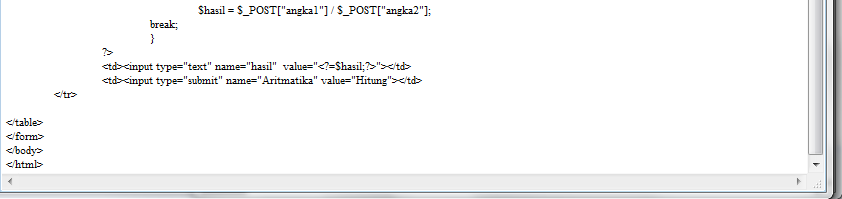 $hasil = $_POST["angka1"] / $_POST["angka2"];
break;
}
?>
<td><input type="text" name="hasil"  value="<?=$hasil;?>"></td>
<td><input type="submit" name="Aritmatika" value="Hitung"></td>
</tr>
</table>
</form>
</body>
</html>